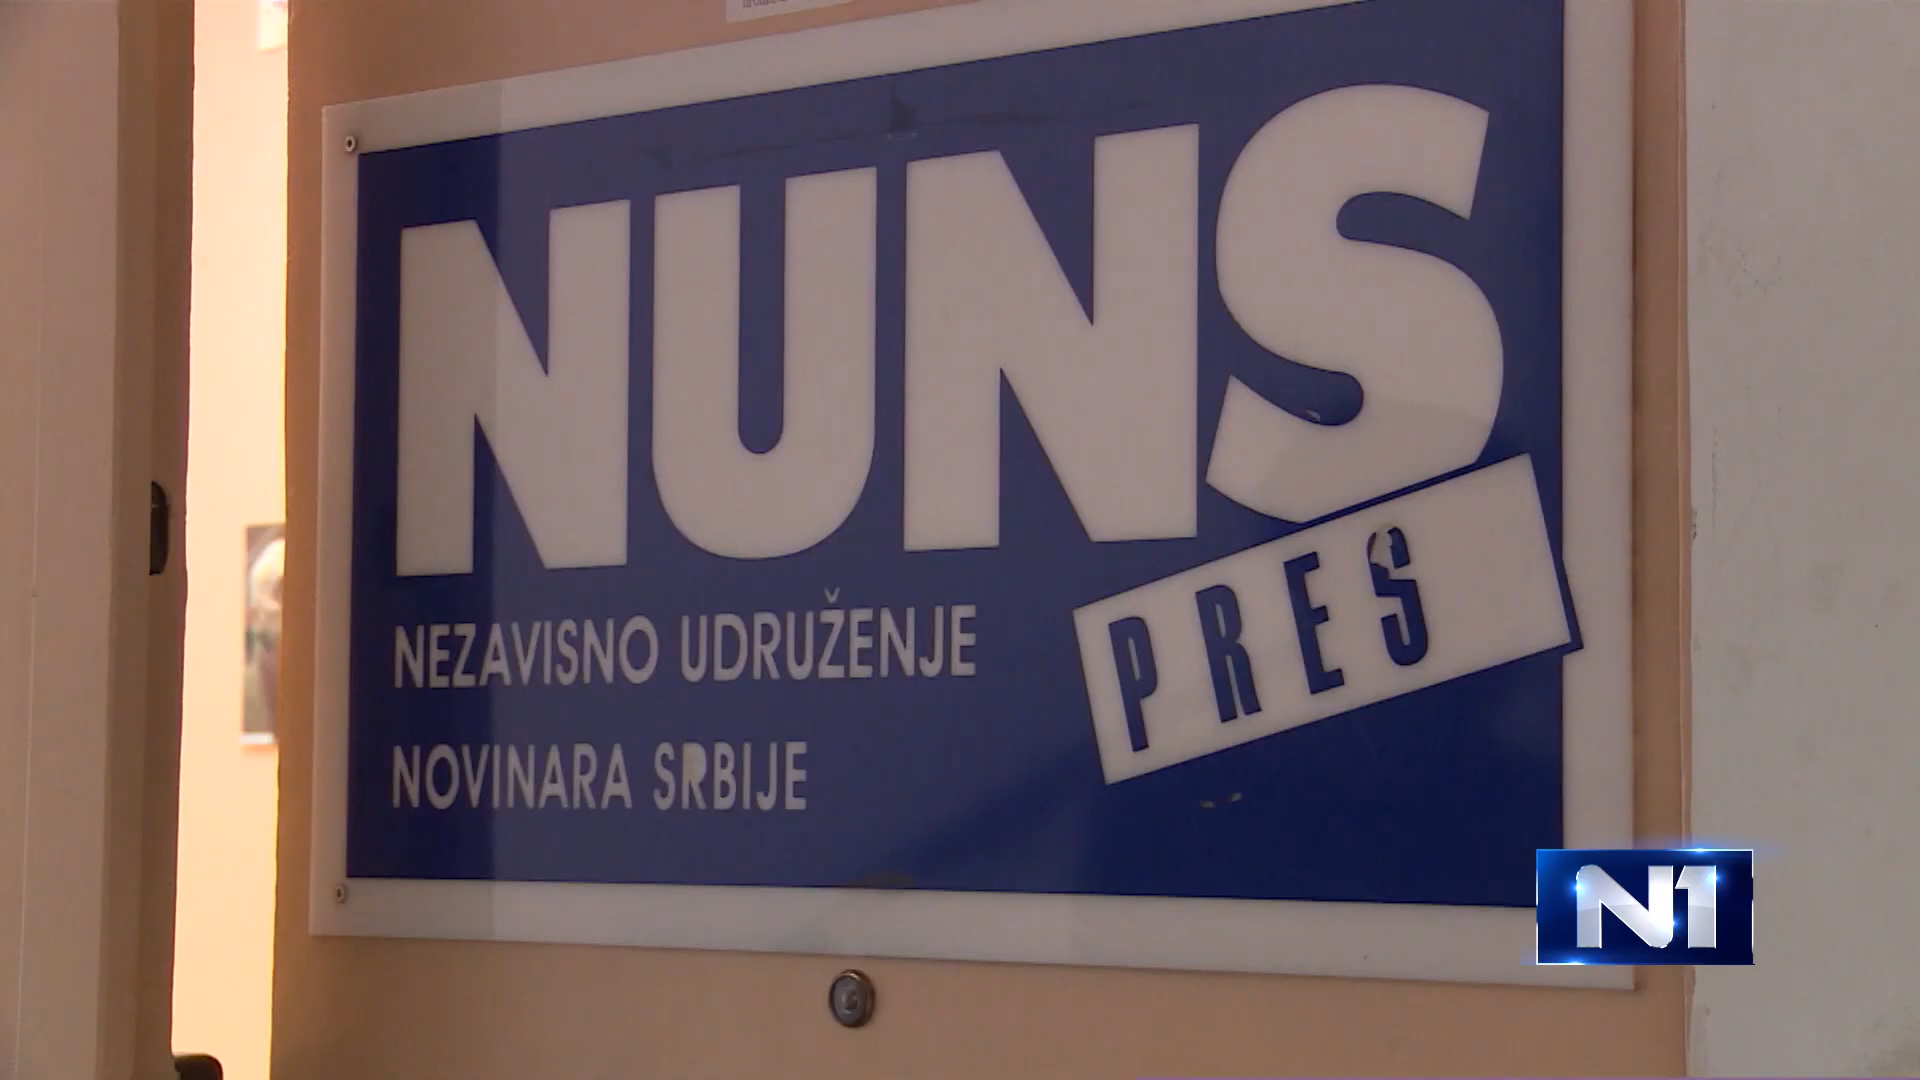 NUNS
PRES
NEZAVISNO UDRUŽENJE
NOVINARA SRBIJE
N1